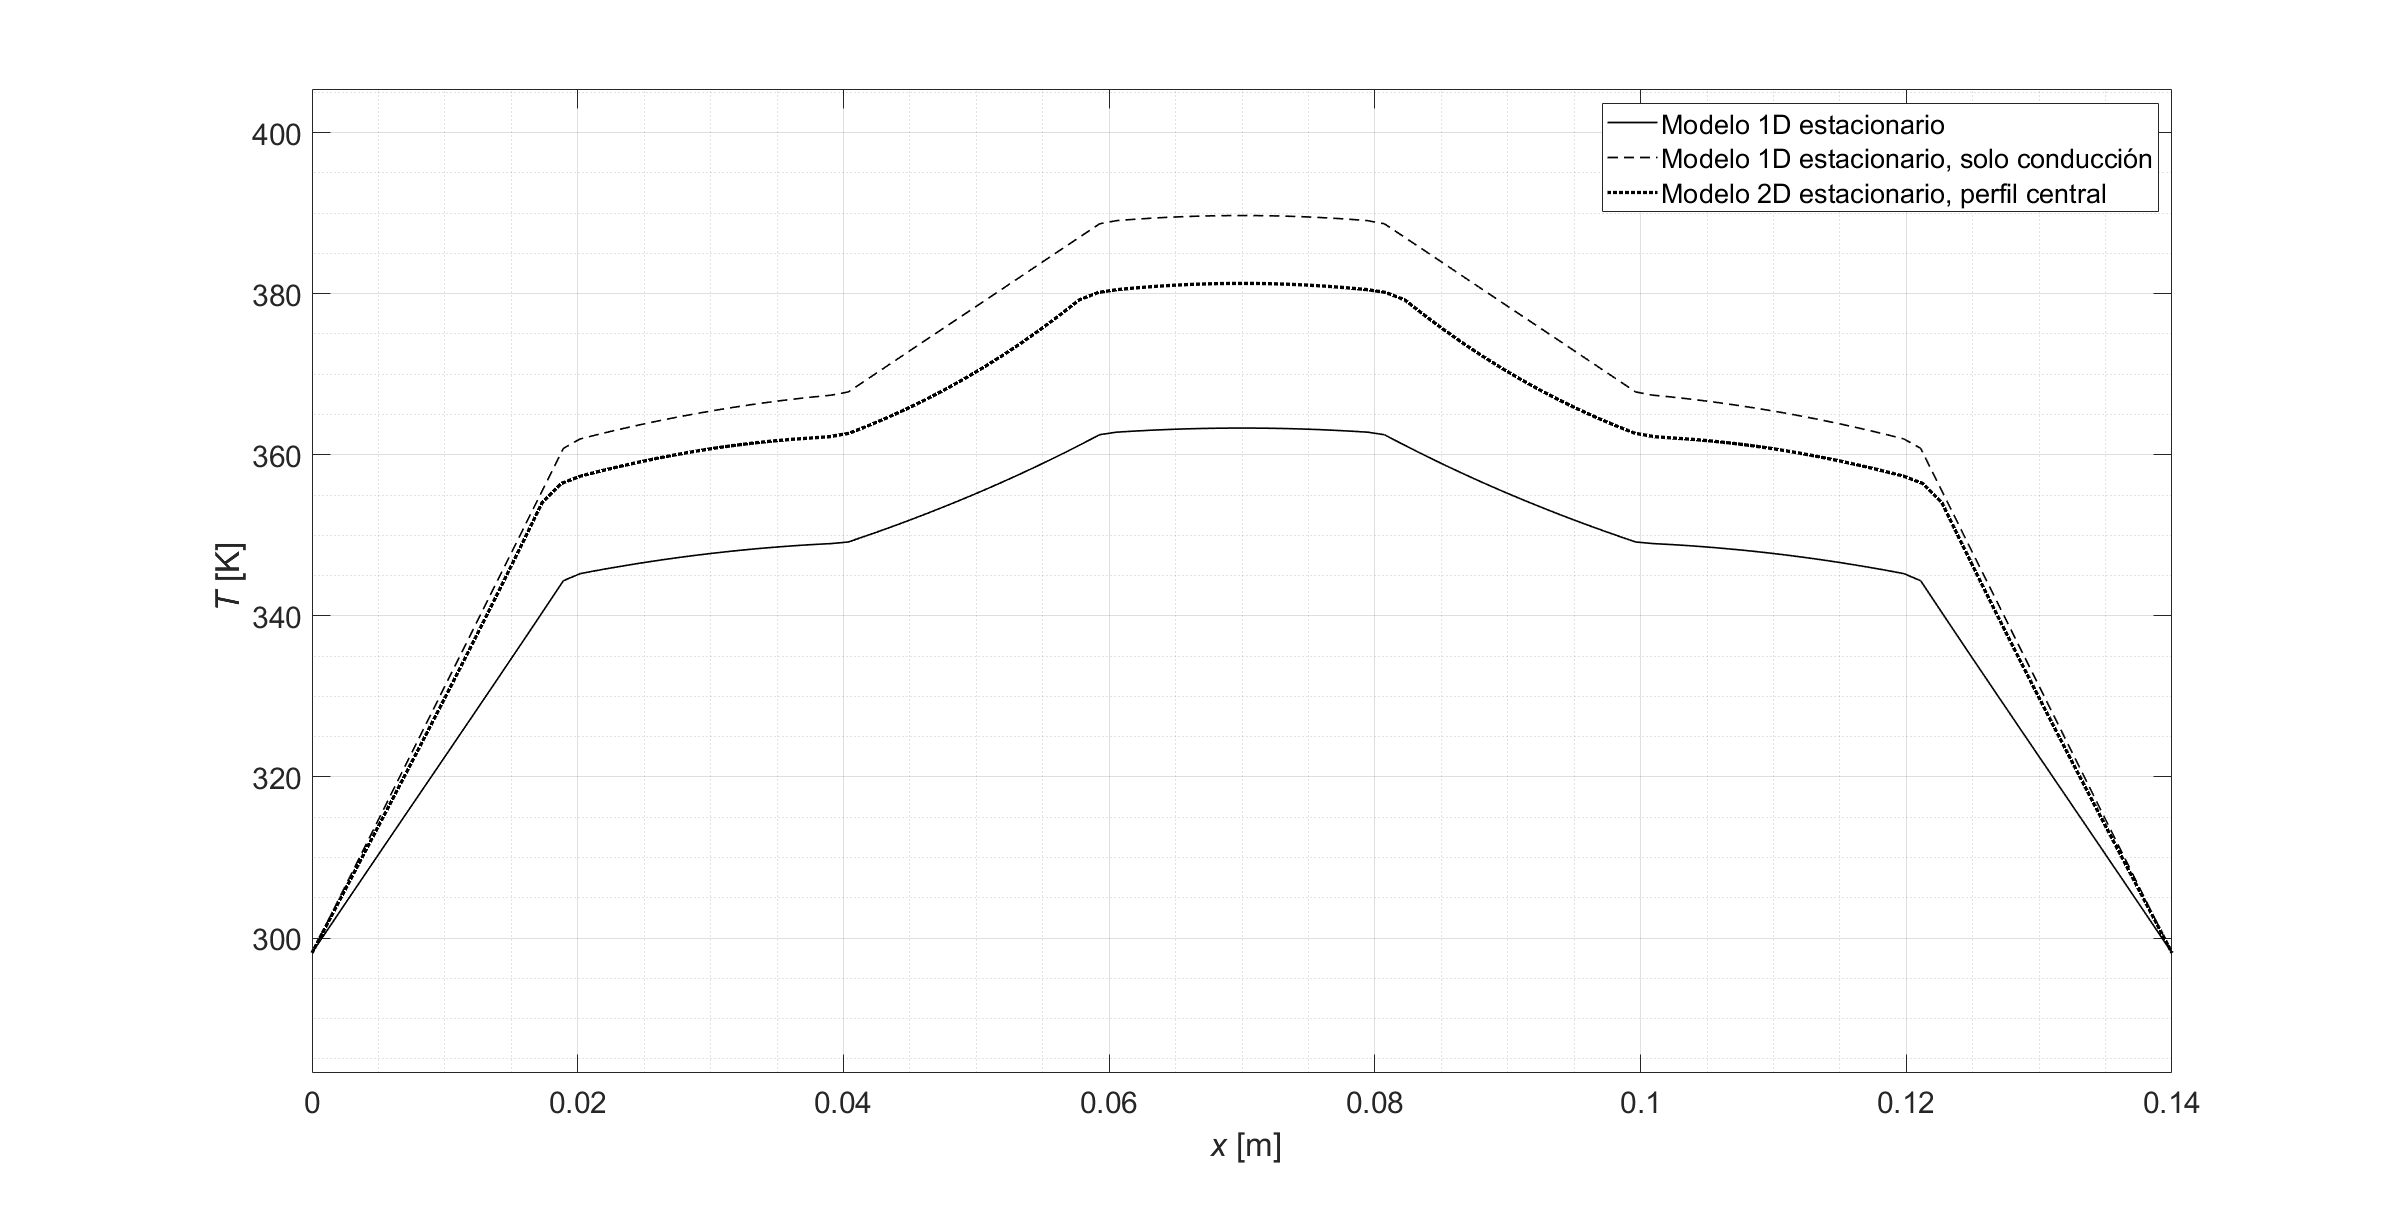 Modelo 1D estacionario
Modelo 1D estacionario, solo conducción
Modelo 2D estacionario, perfil central
400
380
360
340
320
300
T [K]
0 0.02 0.04 0.06 0.08 0.1 0.12 0.14
x [m]